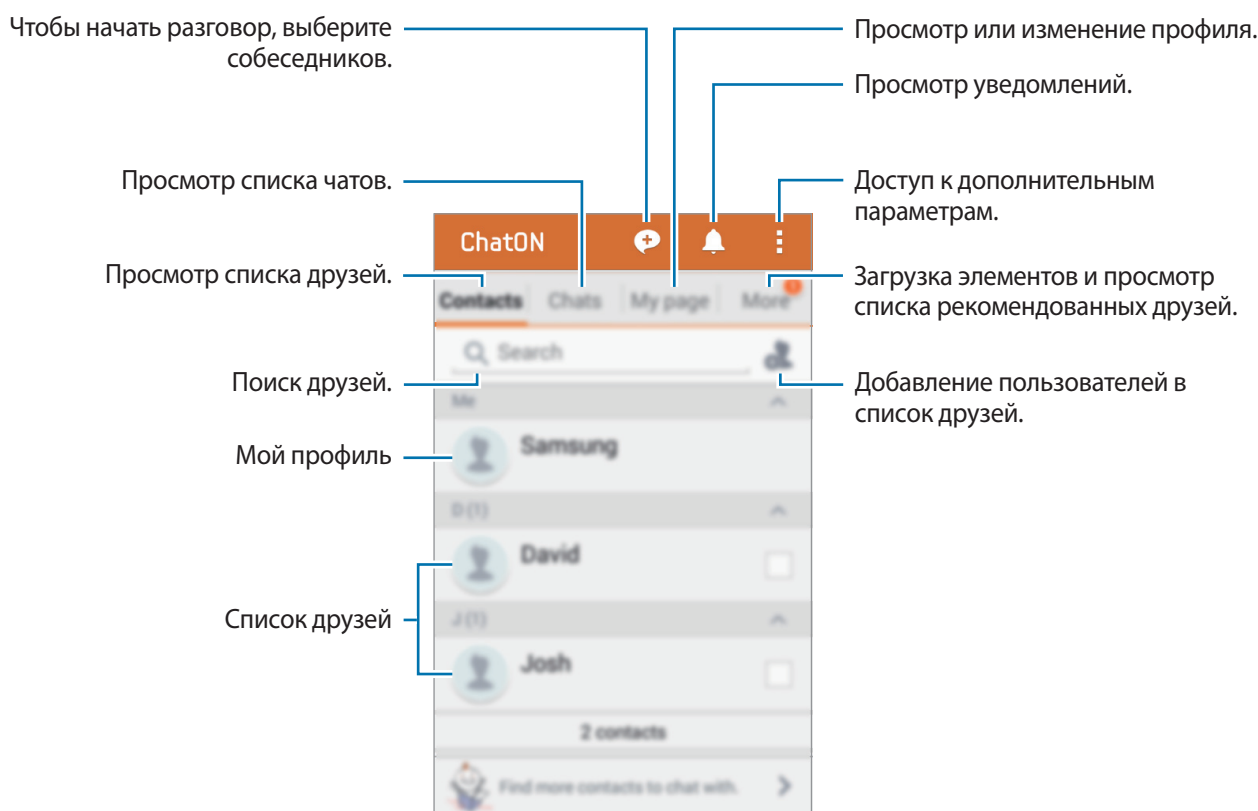 Чтобы начать разговор, выберите
собеседников.
Просмотр или изменение профиля.
Просмотр уведомлений.
Просмотр списка чатов.
Доступ к дополнительным
параметрам.
ChatON
Просмотр списка друзей.
Загрузка элементов и просмотр
списка рекомендованных друзей.
Contacts Chats My page More
Search
Поиск друзей.
Добавление пользователей в
список друзей.
Me
Мой профиль
Samsung
D (1)
David
Список друзей
J (1)
Josh
2 contacts
Find more contacts to chat with.